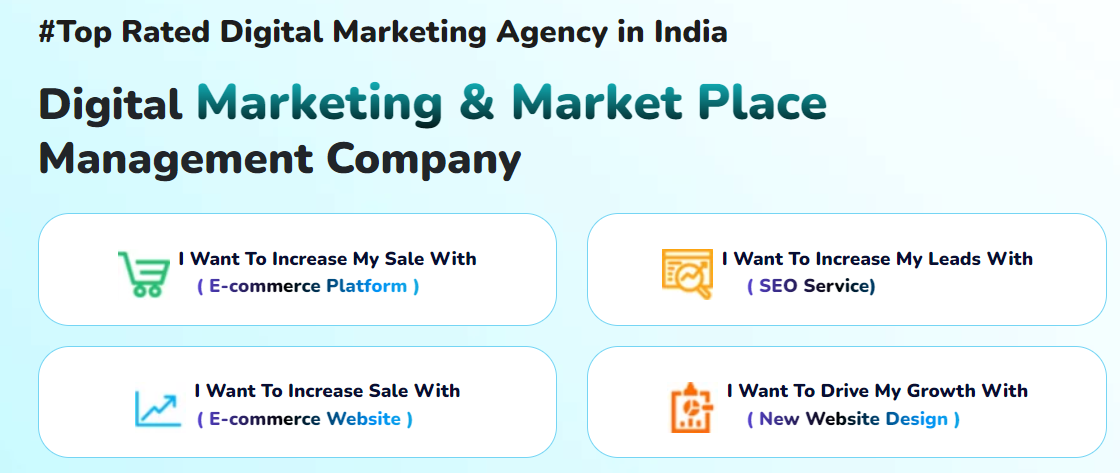 #Top Rated Digital Marketing Agency in India
Digital Marketing & Market Place
Management Company
I Want To Increase My Sale With
( E-commerce Platform )
I Want To Increase My Leads With
( SEO Service)
I Want To Increase Sale With
( E-commerce Website )
I Want To Drive My Growth With
( New Website Design )